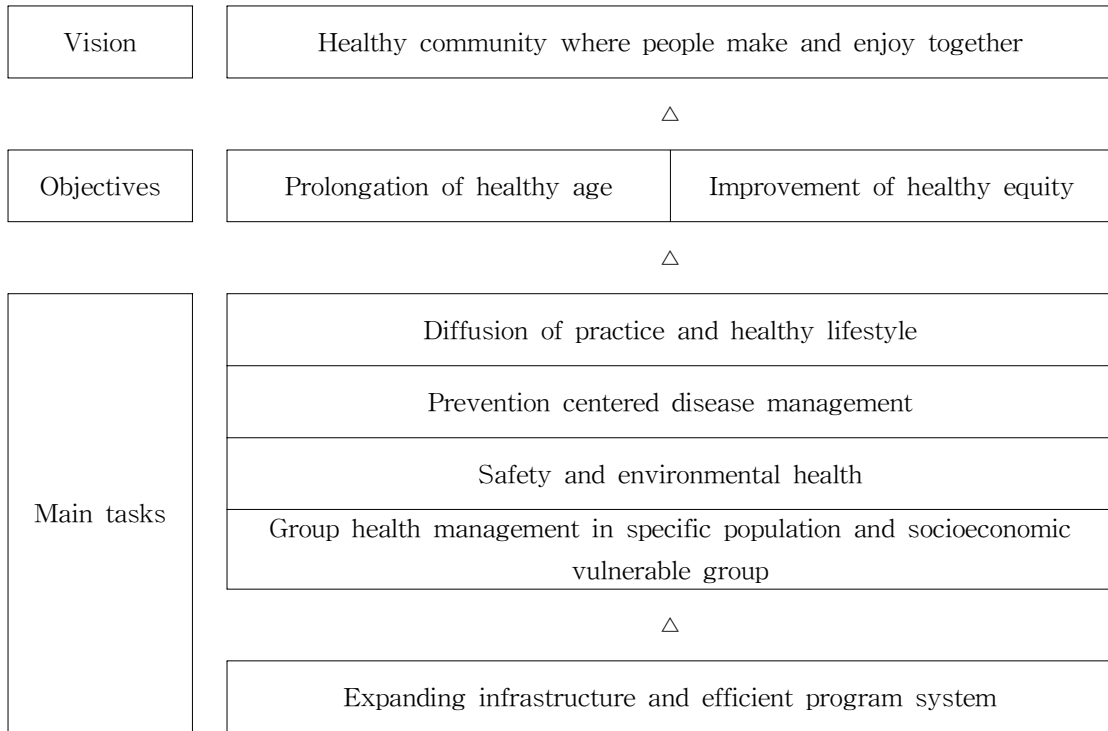 Vision
Healthy community where people make and enjoy together
△
Objectives
Prolongation of healthy age
Improvement of healthy equity
△
Main tasks
Diffusion of practice and healthy lifestyle
Prevention centered disease management
Safety and environmental health
Group health management in specific population and socioeconomic
vulnerable group
△
Expanding infrastructure and efficient program system